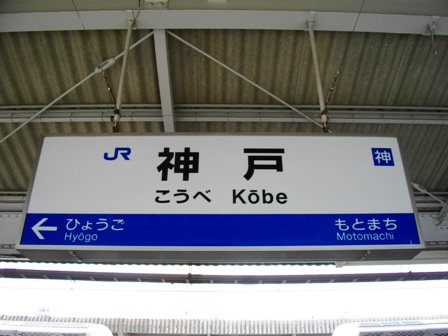 JR 神戸 神
こうべ Kōbe
← ひょうご もとまち
Hyōgo Motomachi